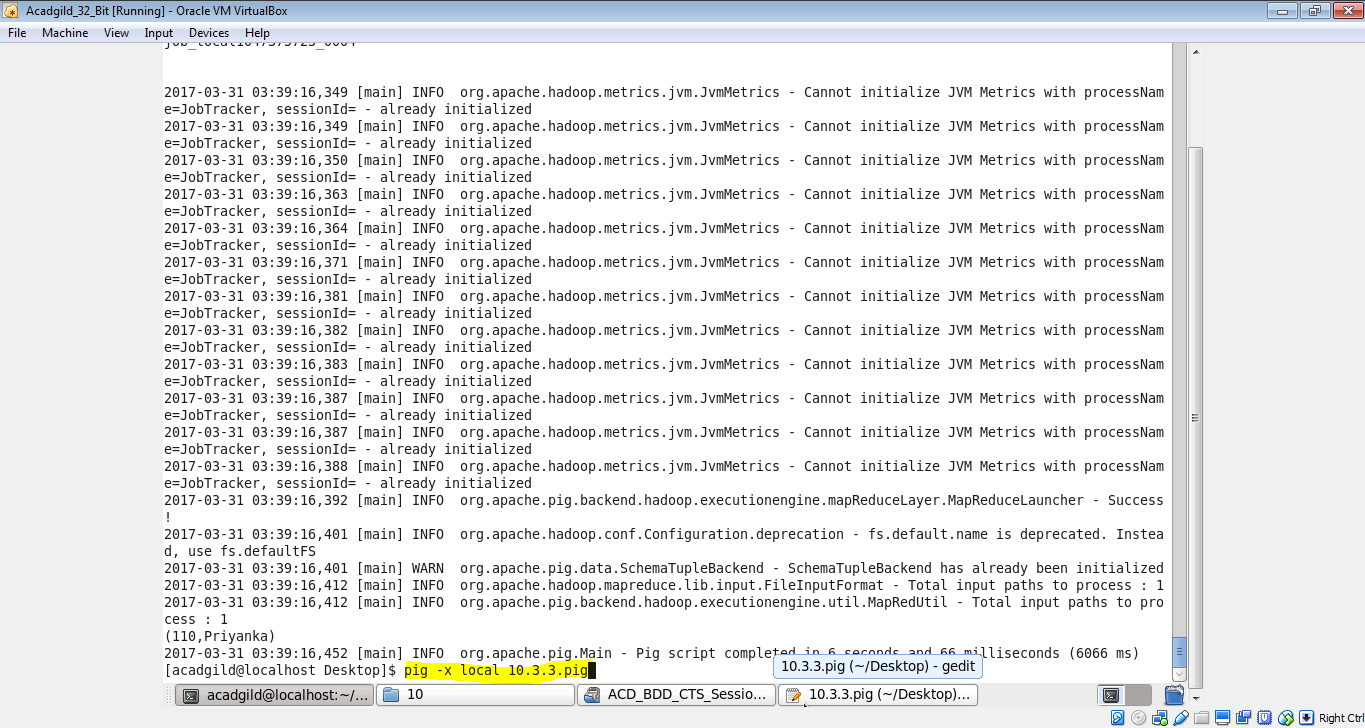 Acadgild_32_Bit [Running] - Oracle VM VirtualBox
File Machine View Input Devices Help
2017-03-31 03:39:16,349 [main] INFO  org.apache.hadoop.metrics.jvm.JvmMetrics - Cannot initialize JVM Metrics with processNam
e=JobTracker, sessionId= - already initialized
2017-03-31 03:39:16,349 [main] INFO  org.apache.hadoop.metrics.jvm.JvmMetrics - Cannot initialize JVM Metrics with processNam
e=JobTracker, sessionId= - already initialized
2017-03-31 03:39:16,350 [main] INFO  org.apache.hadoop.metrics.jvm.JvmMetrics - Cannot initialize JVM Metrics with processNam
e=JobTracker, sessionId= - already initialized
2017-03-31 03:39:16,363 [main] INFO  org.apache.hadoop.metrics.jvm.JvmMetrics - Cannot initialize JVM Metrics with processNam
e=JobTracker, sessionId= - already initialized
2017-03-31 03:39:16,364 [main] INFO  org.apache.hadoop.metrics.jvm.JvmMetrics - Cannot initialize JVM Metrics with processNam
e=JobTracker, sessionId= - already initialized
2017-03-31 03:39:16,371 [main] INFO  org.apache.hadoop.metrics.jvm.JvmMetrics - Cannot initialize JVM Metrics with processNam
e=JobTracker, sessionId= - already initialized
2017-03-31 03:39:16,381 [main] INFO  org.apache.hadoop.metrics.jvm.JvmMetrics - Cannot initialize JVM Metrics with processNam
e=JobTracker, sessionId= - already initialized
2017-03-31 03:39:16,382 [main] INFO  org.apache.hadoop.metrics.jvm.JvmMetrics - Cannot initialize JVM Metrics with processNam
e=JobTracker, sessionId= - already initialized
2017-03-31 03:39:16,383 [main] INFO  org.apache.hadoop.metrics.jvm.JvmMetrics - Cannot initialize JVM Metrics with processNam
e=JobTracker, sessionId= - already initialized
2017-03-31 03:39:16,387 [main] INFO  org.apache.hadoop.metrics.jvm.JvmMetrics - Cannot initialize JVM Metrics with processNam
e=JobTracker, sessionId= - already initialized
2017-03-31 03:39:16,387 [main] INFO  org.apache.hadoop.metrics.jvm.JvmMetrics - Cannot initialize JVM Metrics with processNam
e=JobTracker, sessionId= - already initialized
2017-03-31 03:39:16,388 [main] INFO  org.apache.hadoop.metrics.jvm.JvmMetrics - Cannot initialize JVM Metrics with processNam
e=JobTracker, sessionId= - already initialized
2017-03-31 03:39:16,392 [main] INFO  org.apache.pig.backend.hadoop.executionengine.mapReduceLayer.MapReduceLauncher - Success
!
2017-03-31 03:39:16,401 [main] INFO  org.apache.hadoop.conf.Configuration.deprecation - fs.default.name is deprecated. Instea
d, use fs.defaultFS
2017-03-31 03:39:16,401 [main] WARN  org.apache.pig.data.SchemaTupleBackend - SchemaTupleBackend has already been initialized
2017-03-31 03:39:16,412 [main] INFO  org.apache.hadoop.mapreduce.lib.input.FileInputFormat - Total input paths to process : 1
2017-03-31 03:39:16,412 [main] INFO  org.apache.pig.backend.hadoop.executionengine.util.MapRedUtil - Total input paths to pro
cess : 1
(110,Priyanka)
2017-03-31 03:39:16,452 [main] INFO  org.apache.pig.Main - Pig script completed in 6 seconds and 66 milliseconds (6066 ms)
[acadgild@localhost Desktop]$ pig -x local 10.3.3.pig
10.3.3.pig (~/Desktop) - gedit
acadgild@localhost:~/... 10 ACD_BDD_CTS_Sessio... 10.3.3.pig (~/Desktop)...
Right Ctrl